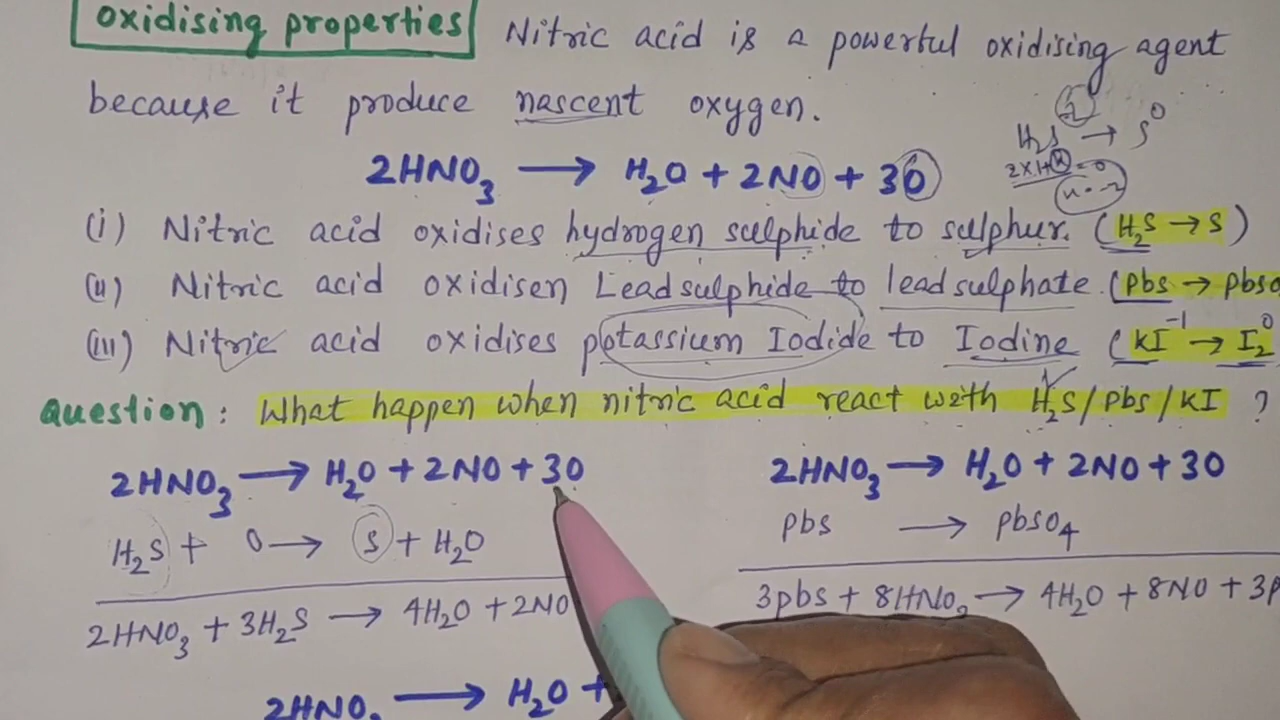 Oxidising properties Nitric acid is a powerful oxidising agent
because it produce nascent oxygen.
H₂S → S⁰
2HNO₃ → H₂O + 2NO + 3O
(i) Nitric acid oxidises hydrogen sulphide to sulphur. (H₂S → S)
(ii) Nitric acid oxidisen Lead sulphide to lead sulphate. (Pbs → pbso
(iii) Nitric acid oxidises potassium Iodide to Iodine (KI⁻¹ → I₂⁰
Question: What happen when nitric acid react with H₂S/pbs/KI ?
2HNO₃ → H₂O + 2NO + 3O 2HNO₃ → H₂O + 2NO + 3O
H₂S + O → S + H₂O pbs → pbso₄
2HNO₃ + 3H₂S → 4H₂O + 2NO 3pbs + 8HNO₃ → 4H₂O + 8NO + 3p
2HNO₃ → H₂O +